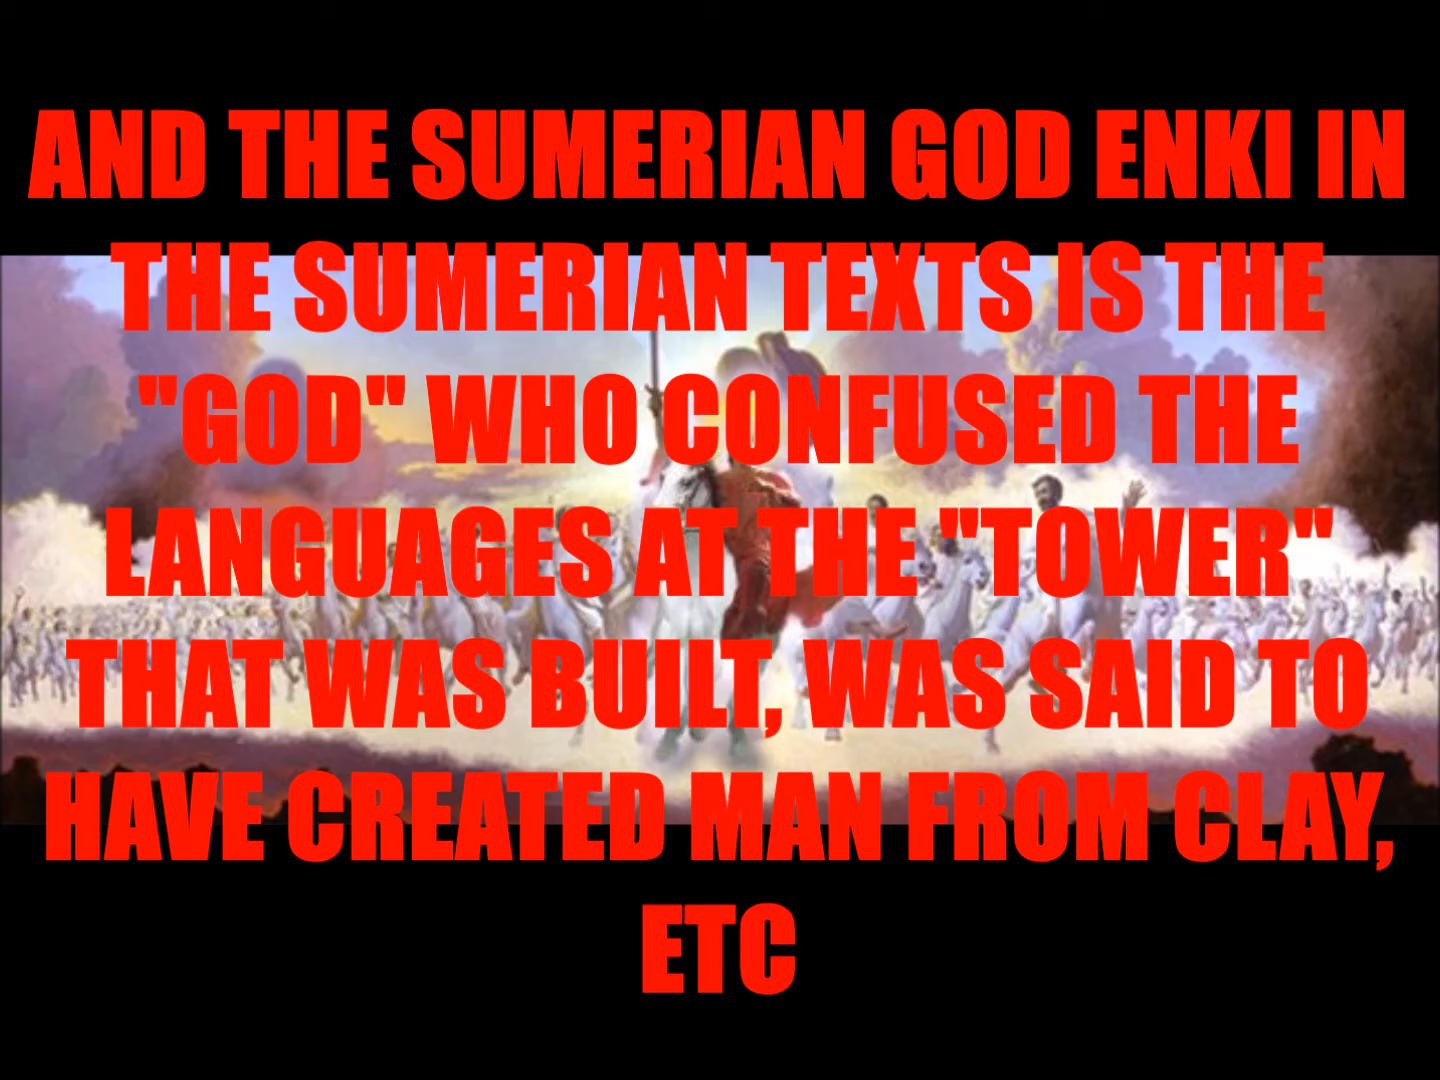 AND THE SUMERIAN GOD ENKI IN
THE SUMERIAN TEXTS IS THE
"GOD" WHO CONFUSED THE
LANGUAGES AT THE "TOWER"
THAT WAS BUILT, WAS SAID TO
HAVE CREATED MAN FROM CLAY,
ETC